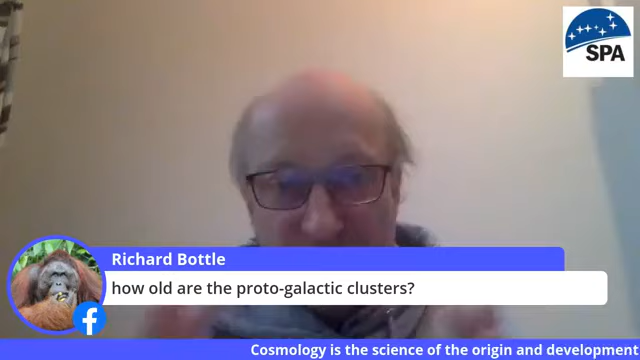 SPA
Richard Bottle
how old are the proto-galactic clusters?
Cosmology is the science of the origin and development